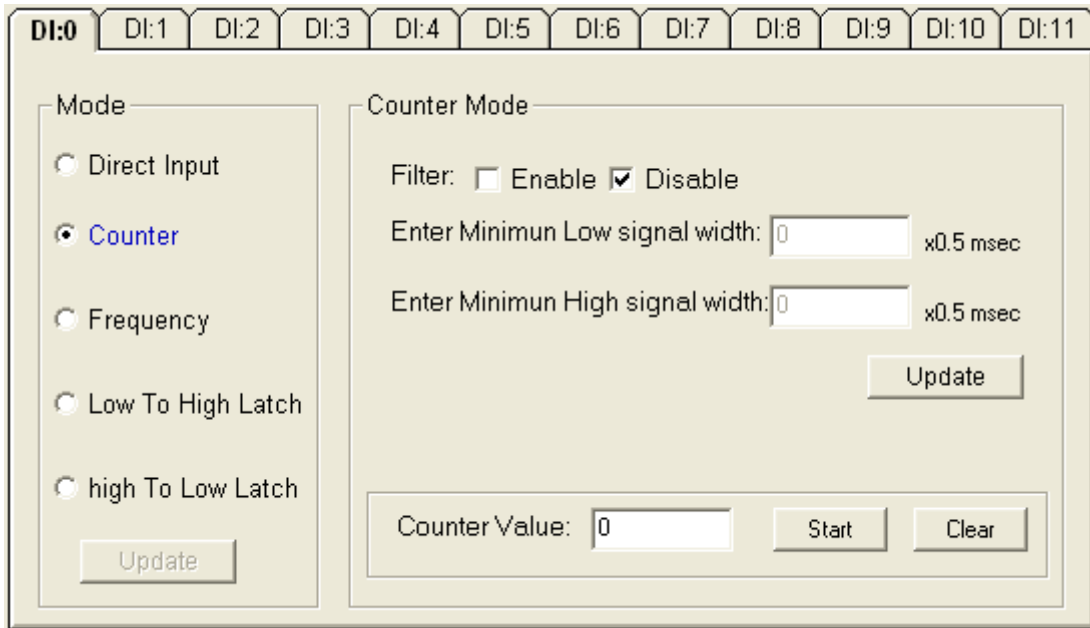 DI:0 DI:1 DI:2 DI:3 DI:4 DI:5 DI:6 DI:7 DI:8 DI:9 DI:10 DI:11
Mode
Direct Input
Counter
Frequency
Low To High Latch
high To Low Latch
Update
Counter Mode
Filter: Enable Disable
Enter Minimun Low signal width: 0 x0.5 msec
Enter Minimun High signal width: 0 x0.5 msec
Update
Counter Value: 0 Start Clear